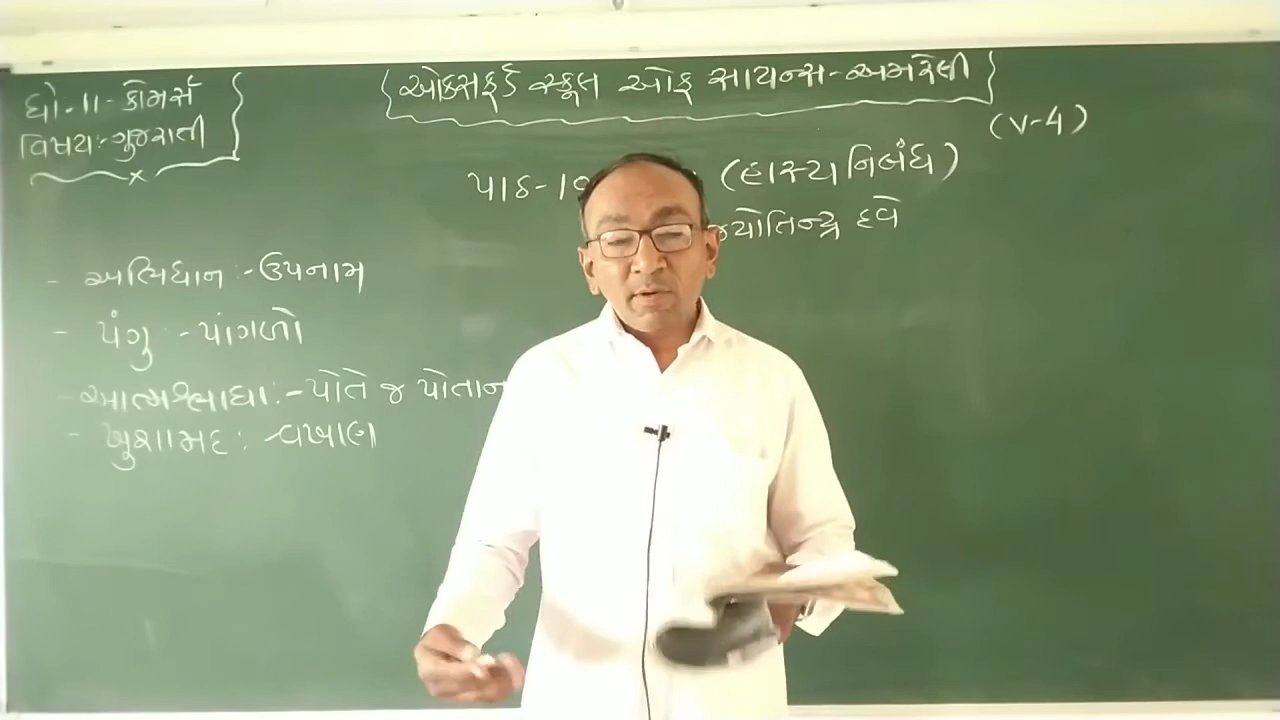 ધો.-11-કોમર્સ
વિષય:-ગુજરાતી
ઓક્સફર્ડ સ્કૂલ ઓફ સાયન્સ-અમરેલી
(V-4)
પાઠ-10 (હાસ્ય નિબંધ)
જ્યોતિન્દ્ર દવે
- અભિધાન :- ઉપનામ
- પંગુ :- પાંગળો
- આત્મશ્લાઘા:- પોતે જ પોતાન
- ખુશામદ: - વખાણ